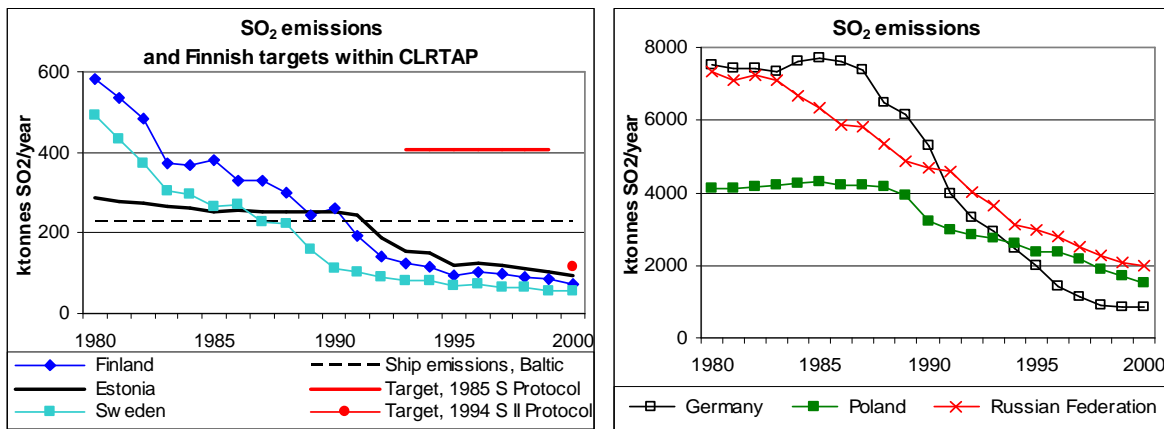 SO₂ emissions
and Finnish targets within CLRTAP
ktonnes SO2/year
600
400
200
0
1980 1985 1990 1995 2000
Finland Ship emissions, Baltic
Estonia Target, 1985 S Protocol
Sweden Target, 1994 S II Protocol
SO₂ emissions
ktonnes SO2/year
8000
6000
4000
2000
0
1980 1985 1990 1995 2000
Germany Poland Russian Federation